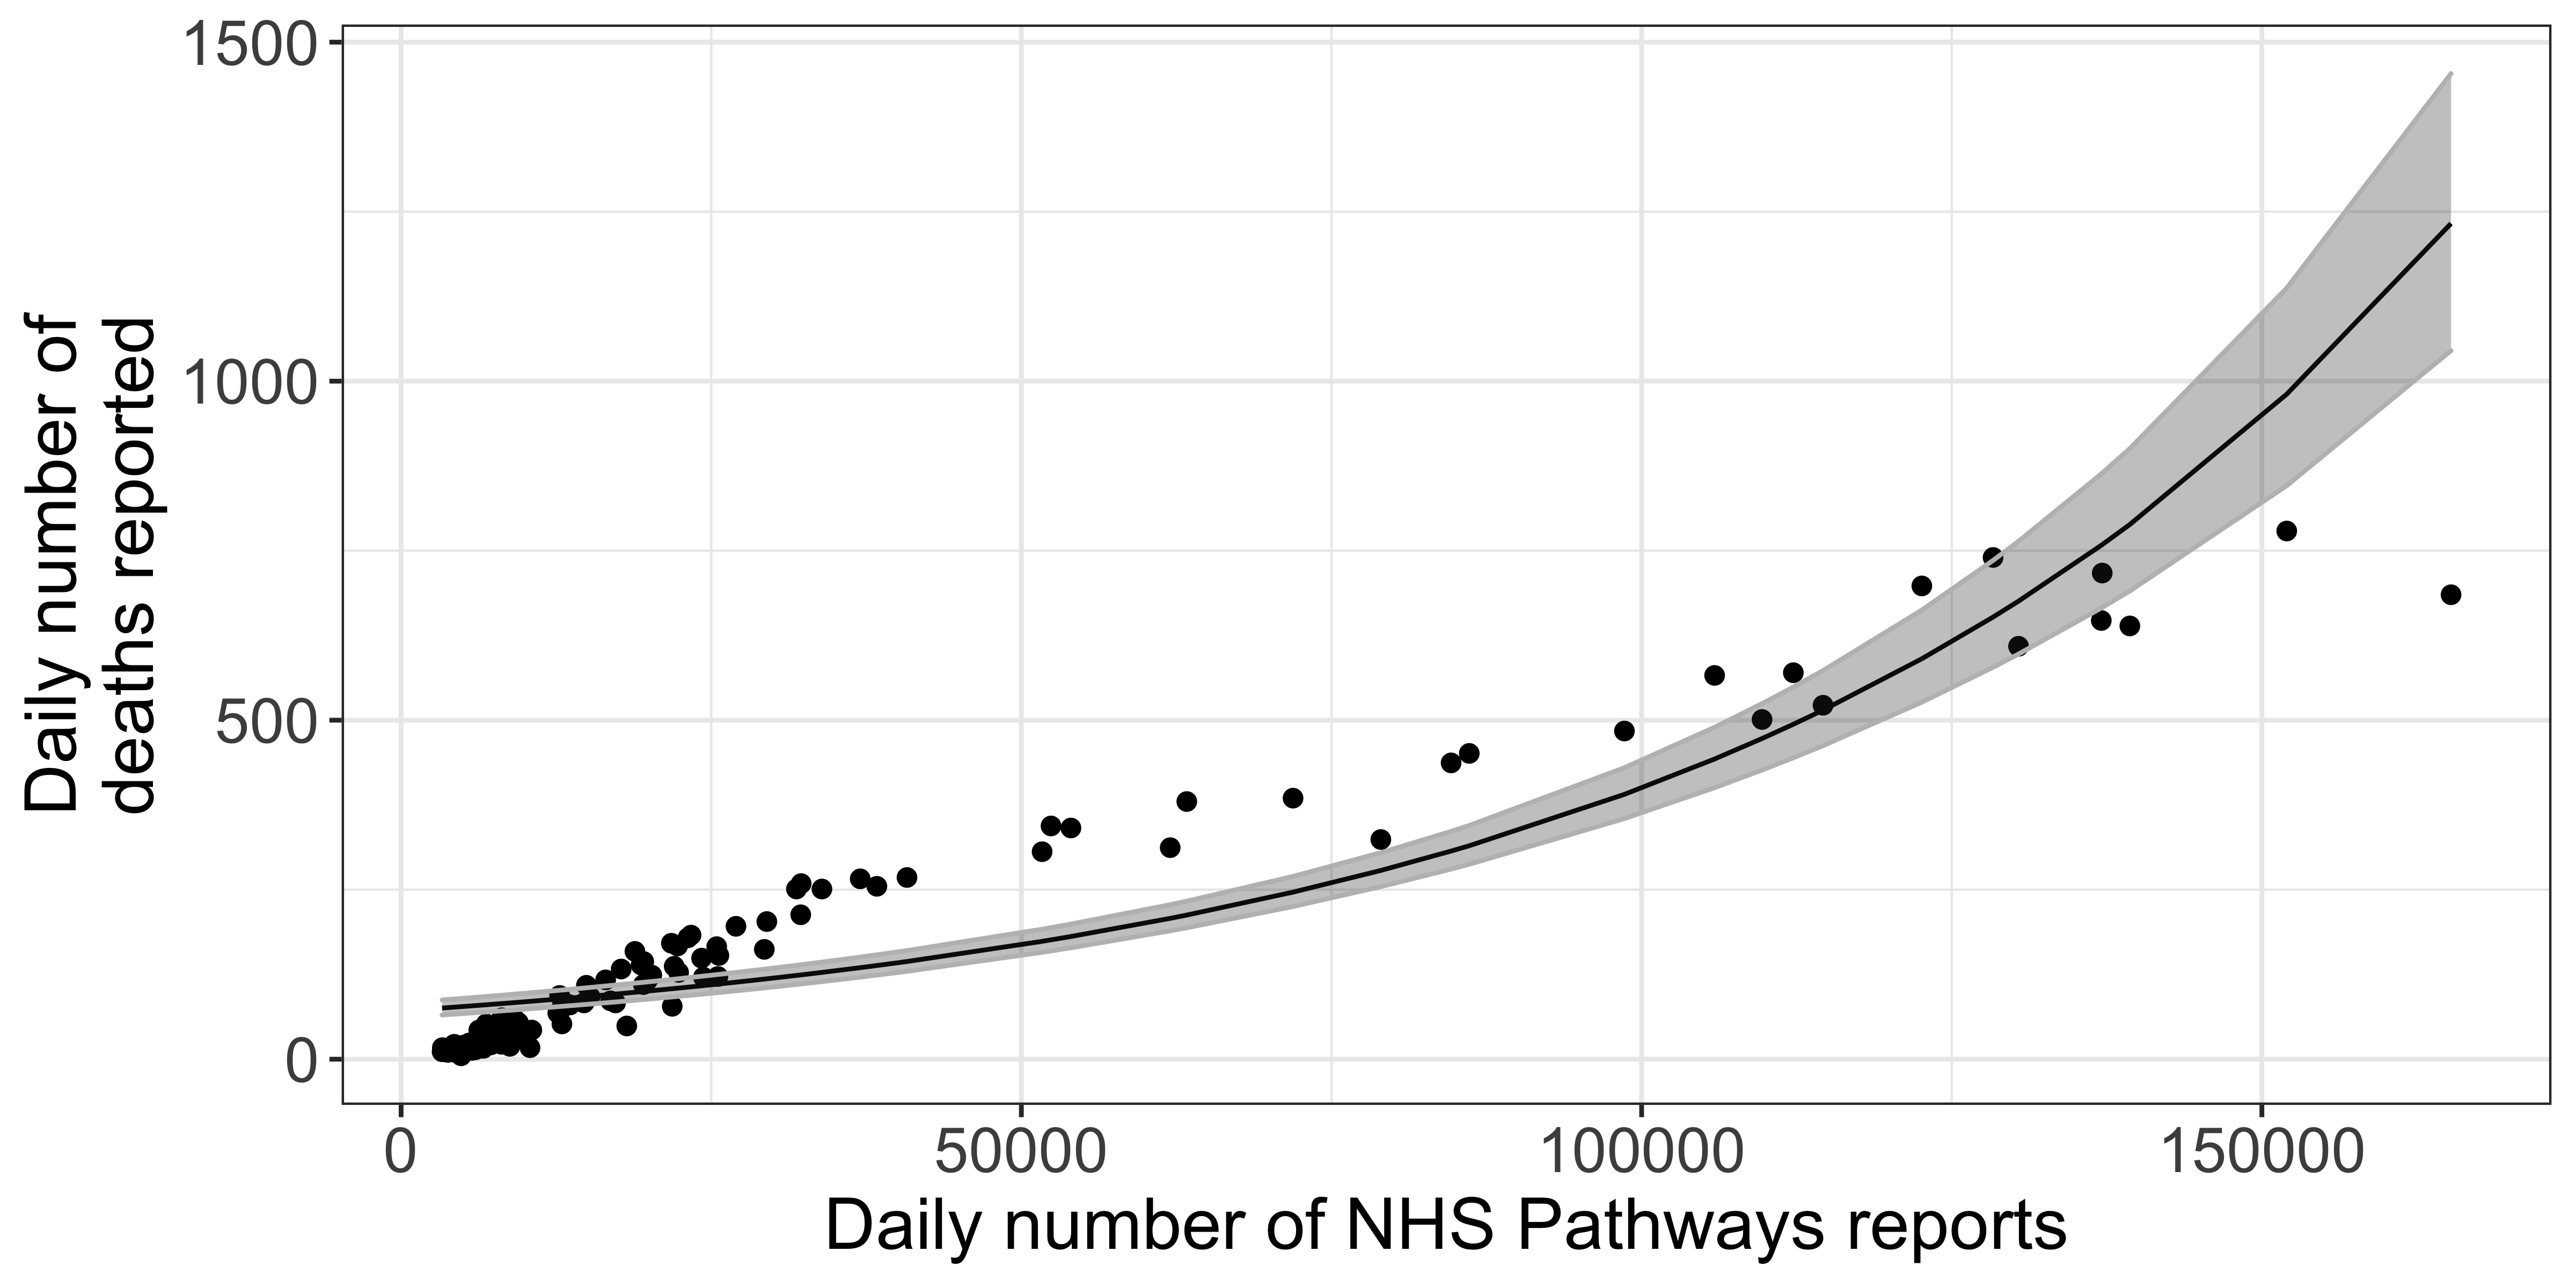 Daily number of
deaths reported
1500
1000
500
0
0
50000
100000
150000
Daily number of NHS Pathways reports